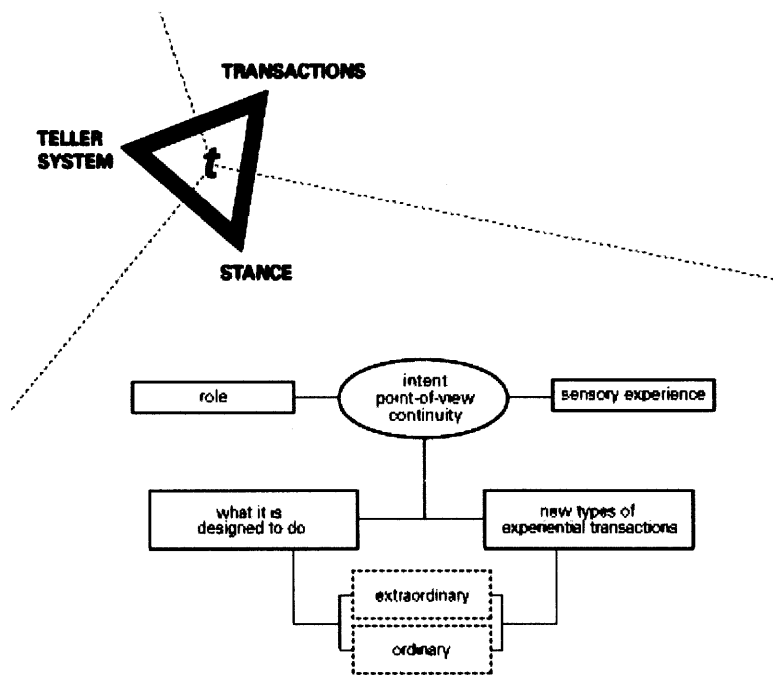 TRANSACTIONS
TELLER
SYSTEM
t
STANCE
intent
point-of-view
continuity
role
sensory experience
what it is
designed to do
new types of
experiential transactions
extraordinary
ordinary